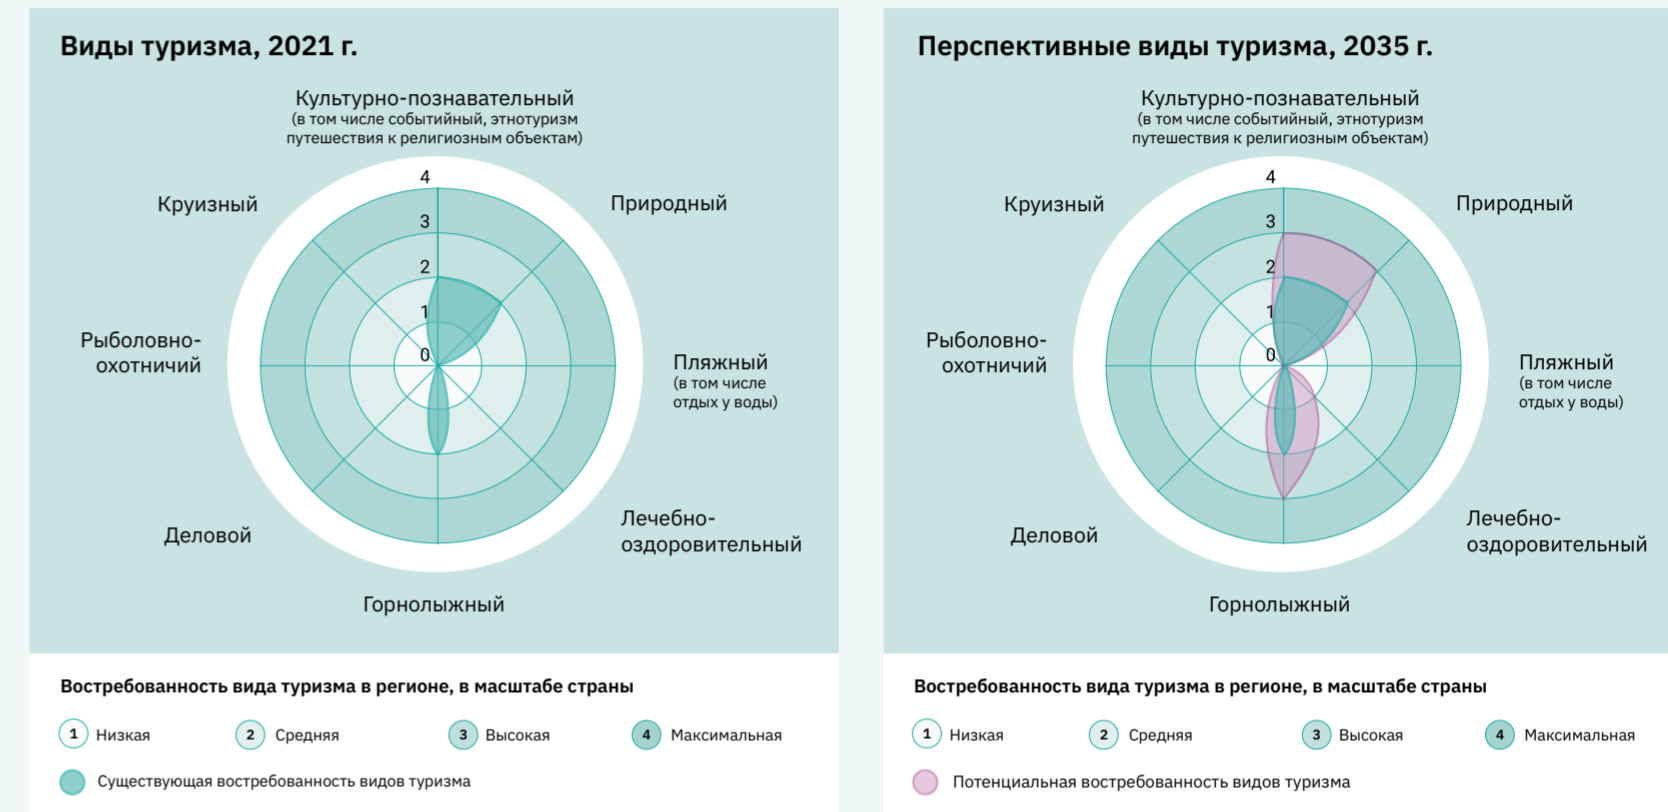 Виды туризма, 2021 г.
Культурно-познавательный
(в том числе событийный, этнотуризм
путешествия к религиозным объектам)
4
3
2
1
0
Круизный
Природный
Рыболовно-
охотничий
Пляжный
(в том числе
отдых у воды)
Деловой
Лечебно-
оздоровительный
Горнолыжный
Востребованность вида туризма в регионе, в масштабе страны
1 Низкая 2 Средняя 3 Высокая 4 Максимальная
Существующая востребованность видов туризма
Перспективные виды туризма, 2035 г.
Культурно-познавательный
(в том числе событийный, этнотуризм
путешествия к религиозным объектам)
4
3
2
1
0
Круизный
Природный
Рыболовно-
охотничий
Пляжный
(в том числе
отдых у воды)
Деловой
Лечебно-
оздоровительный
Горнолыжный
Востребованность вида туризма в регионе, в масштабе страны
1 Низкая 2 Средняя 3 Высокая 4 Максимальная
Потенциальная востребованность видов туризма